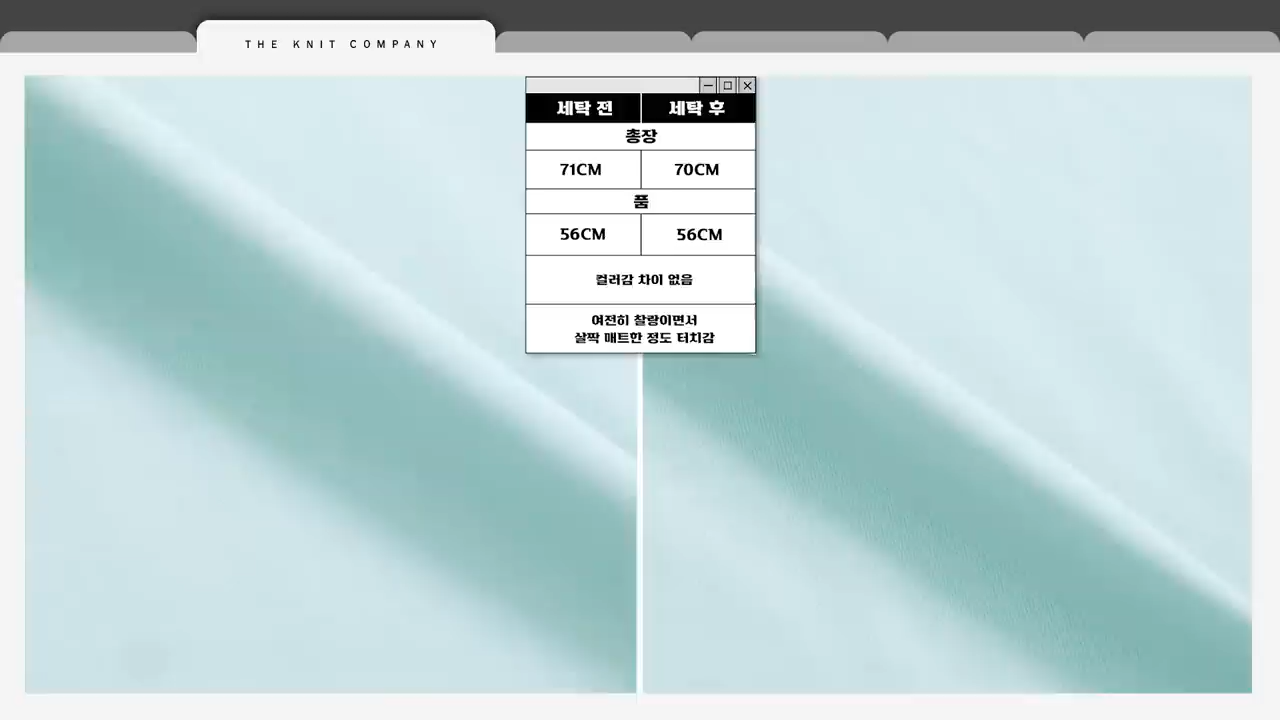 THE KNIT COMPANY
세탁 전 세탁 후
총장
71CM 70CM
품
56CM 56CM
컬러감 차이 없음
여전히 찰랑이면서
살짝 매트한 정도 터치감